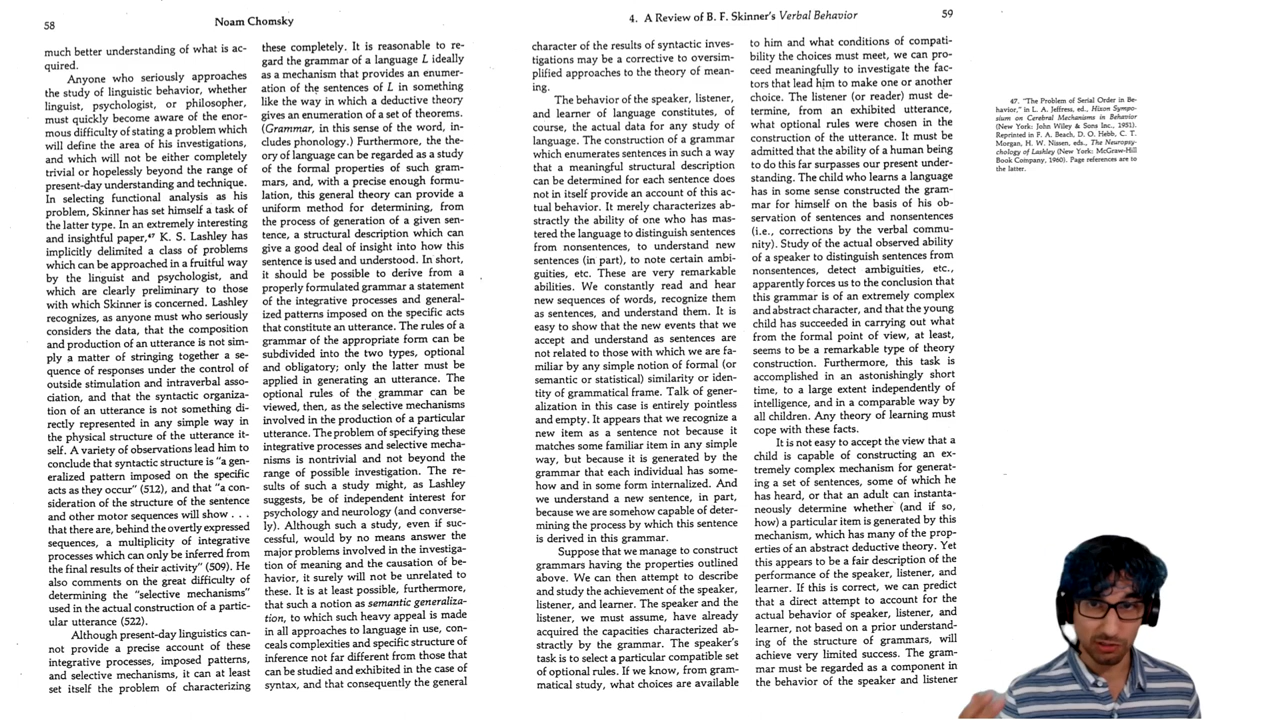 58
Noam Chomsky
much better understanding of what is ac-
quired.
Anyone who seriously approaches
the study of linguistic behavior, whether
linguist, psychologist, or philosopher,
must quickly become aware of the enor-
mous difficulty of stating a problem which
will define the area of his investigations,
and which will not be either completely
trivial or hopelessly beyond the range of
present-day understanding and technique.
In selecting functional analysis as his
problem, Skinner has set himself a task of
the latter type. In an extremely interesting
and insightful paper,⁴⁷ K. S. Lashley has
implicitly delimited a class of problems
which can be approached in a fruitful way
by the linguist and psychologist, and
which are clearly preliminary to those
with which Skinner is concerned. Lashley
recognizes, as anyone must who seriously
considers the data, that the composition
and production of an utterance is not sim-
ply a matter of stringing together a se-
quence of responses under the control of
outside stimulation and intraverbal asso-
ciation, and that the syntactic organiza-
tion of an utterance is not something di-
rectly represented in any simple way in
the physical structure of the utterance it-
self. A variety of observations lead him to
conclude that syntactic structure is "a gen-
eralized pattern imposed on the specific
acts as they occur" (512), and that "a con-
sideration of the structure of the sentence
and other motor sequences will show . . .
that there are, behind the overtly expressed
sequences, a multiplicity of integrative
processes which can only be inferred from
the final results of their activity" (509). He
also comments on the great difficulty of
determining the "selective mechanisms"
used in the actual construction of a partic-
ular utterance (522).
Although present-day linguistics can-
not provide a precise account of these
integrative processes, imposed patterns,
and selective mechanisms, it can at least
set itself the problem of characterizing
these completely. It is reasonable to re-
gard the grammar of a language L ideally
as a mechanism that provides an enumer-
ation of the sentences of L in something
like the way in which a deductive theory
gives an enumeration of a set of theorems.
(Grammar, in this sense of the word, in-
cludes phonology.) Furthermore, the the-
ory of language can be regarded as a study
of the formal properties of such gram-
mars, and, with a precise enough formu-
lation, this general theory can provide a
uniform method for determining, from
the process of generation of a given sen-
tence, a structural description which can
give a good deal of insight into how this
sentence is used and understood. In short,
it should be possible to derive from a
properly formulated grammar a statement
of the integrative processes and general-
ized patterns imposed on the specific acts
that constitute an utterance. The rules of a
grammar of the appropriate form can be
subdivided into the two types, optional
and obligatory; only the latter must be
applied in generating an utterance. The
optional rules of the grammar can be
viewed, then, as the selective mechanisms
involved in the production of a particular
utterance. The problem of specifying these
integrative processes and selective mecha-
nisms is nontrivial and not beyond the
range of possible investigation. The re-
sults of such a study might, as Lashley
suggests, be of independent interest for
psychology and neurology (and converse-
ly). Although such a study, even if suc-
cessful, would by no means answer the
major problems involved in the investiga-
tion of meaning and the causation of be-
havior, it surely will not be unrelated to
these. It is at least possible, furthermore,
that such a notion as semantic generaliza-
tion, to which such heavy appeal is made
in all approaches to language in use, con-
ceals complexities and specific structure of
inference not far different from those that
can be studied and exhibited in the case of
syntax, and that consequently the general
4. A Review of B. F. Skinner's Verbal Behavior
59
character of the results of syntactic inves-
tigations may be a corrective to oversim-
plified approaches to the theory of mean-
ing.
The behavior of the speaker, listener,
and learner of language constitutes, of
course, the actual data for any study of
language. The construction of a grammar
which enumerates sentences in such a way
that a meaningful structural description
can be determined for each sentence does
not in itself provide an account of this ac-
tual behavior. It merely characterizes ab-
stractly the ability of one who has mas-
tered the language to distinguish sentences
from nonsentences, to understand new
sentences (in part), to note certain ambi-
guities, etc. These are very remarkable
abilities. We constantly read and hear
new sequences of words, recognize them
as sentences, and understand them. It is
easy to show that the new events that we
accept and understand as sentences are
not related to those with which we are fa-
miliar by any simple notion of formal (or
semantic or statistical) similarity or iden-
tity of grammatical frame. Talk of gener-
alization in this case is entirely pointless
and empty. It appears that we recognize a
new item as a sentence not because it
matches some familiar item in any simple
way, but because it is generated by the
grammar that each individual has some-
how and in some form internalized. And
we understand a new sentence, in part,
because we are somehow capable of deter-
mining the process by which this sentence
is derived in this grammar.
Suppose that we manage to construct
grammars having the properties outlined
above. We can then attempt to describe
and study the achievement of the speaker,
listener, and learner. The speaker and the
listener, we must assume, have already
acquired the capacities characterized ab-
stractly by the grammar. The speaker's
task is to select a particular compatible set
of optional rules. If we know, from gram-
matical study, what choices are available
to him and what conditions of compati-
bility the choices must meet, we can pro-
ceed meaningfully to investigate the fac-
tors that lead him to make one or another
choice. The listener (or reader) must de-
termine, from an exhibited utterance,
what optional rules were chosen in the
construction of the utterance. It must be
admitted that the ability of a human being
to do this far surpasses our present under-
standing. The child who learns a language
has in some sense constructed the gram-
mar for himself on the basis of his ob-
servation of sentences and nonsentences
(i.e., corrections by the verbal commu-
nity). Study of the actual observed ability
of a speaker to distinguish sentences from
nonsentences, detect ambiguities, etc.,
apparently forces us to the conclusion that
this grammar is of an extremely complex
and abstract character, and that the young
child has succeeded in carrying out what
from the formal point of view, at least,
seems to be a remarkable type of theory
construction. Furthermore, this task is
accomplished in an astonishingly short
time, to a large extent independently of
intelligence, and in a comparable way by
all children. Any theory of learning must
cope with these facts.
It is not easy to accept the view that a
child is capable of constructing an ex-
tremely complex mechanism for generat-
ing a set of sentences, some of which he
has heard, or that an adult can instanta-
neously determine whether (and if so,
how) a particular item is generated by this
mechanism, which has many of the prop-
erties of an abstract deductive theory. Yet
this appears to be a fair description of the
performance of the speaker, listener, and
learner. If this is correct, we can predict
that a direct attempt to account for the
actual behavior of speaker, listener, and
learner, not based on a prior understand-
ing of the structure of grammars, will
achieve very limited success. The gram-
mar must be regarded as a component in
the behavior of the speaker and listener
47. "The Problem of Serial Order in Be-
havior," in L. A. Jeffress, ed., Hixon Sympo-
sium on Cerebral Mechanisms in Behavior
(New York: John Wiley & Sons Inc., 1951).
Reprinted in F. A. Beach, D. O. Hebb, C. T.
Morgan, H. W. Nissen, eds., The Neuropsy-
chology of Lashley (New York: McGraw-Hill
Book Company, 1960). Page references are to
the latter.